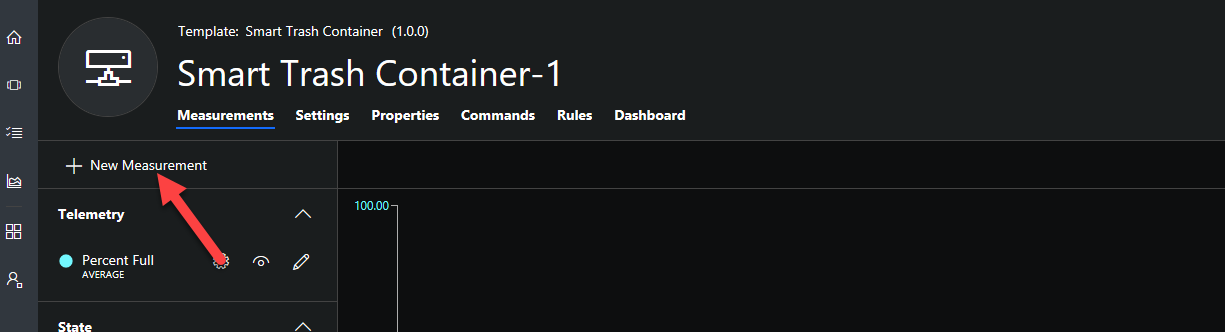 Template: Smart Trash Container (1.0.0)
Smart Trash Container-1
Measurements Settings Properties Commands Rules Dashboard
New Measurement
Telemetry
100.00
Percent Full
AVERAGE
State